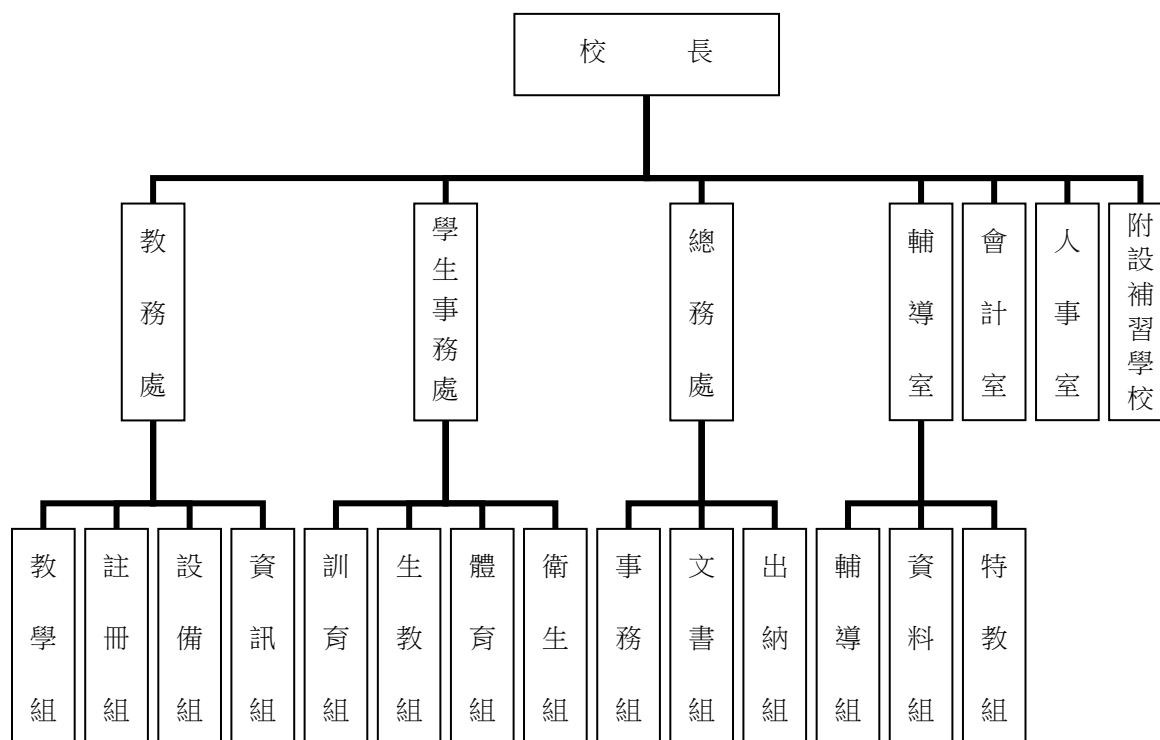 校長
教務處
學生事務處
總務處
輔導室
會計室
人事室
附設補習學校
教學組
註冊組
設備組
資訊組
訓育組
生教組
體育組
衛生組
事務組
文書組
出納組
輔導組
資料組
特教組